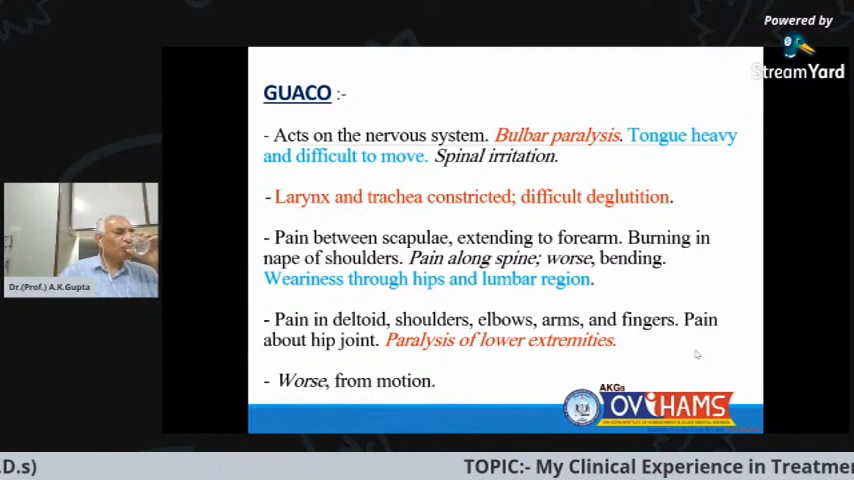 Powered by
StreamYard
GUACO :-
- Acts on the nervous system. Bulbar paralysis. Tongue heavy
and difficult to move. Spinal irritation.
- Larynx and trachea constricted; difficult deglutition.
- Pain between scapulae, extending to forearm. Burning in
nape of shoulders. Pain along spine; worse, bending.
Weariness through hips and lumbar region.
Dr.(Prof.) A.K.Gupta
- Pain in deltoid, shoulders, elbows, arms, and fingers. Pain
about hip joint. Paralysis of lower extremities.
- Worse, from motion.
AKGs
OViHAMS
.D.s)
TOPIC:- My Clinical Experience in Treatmen